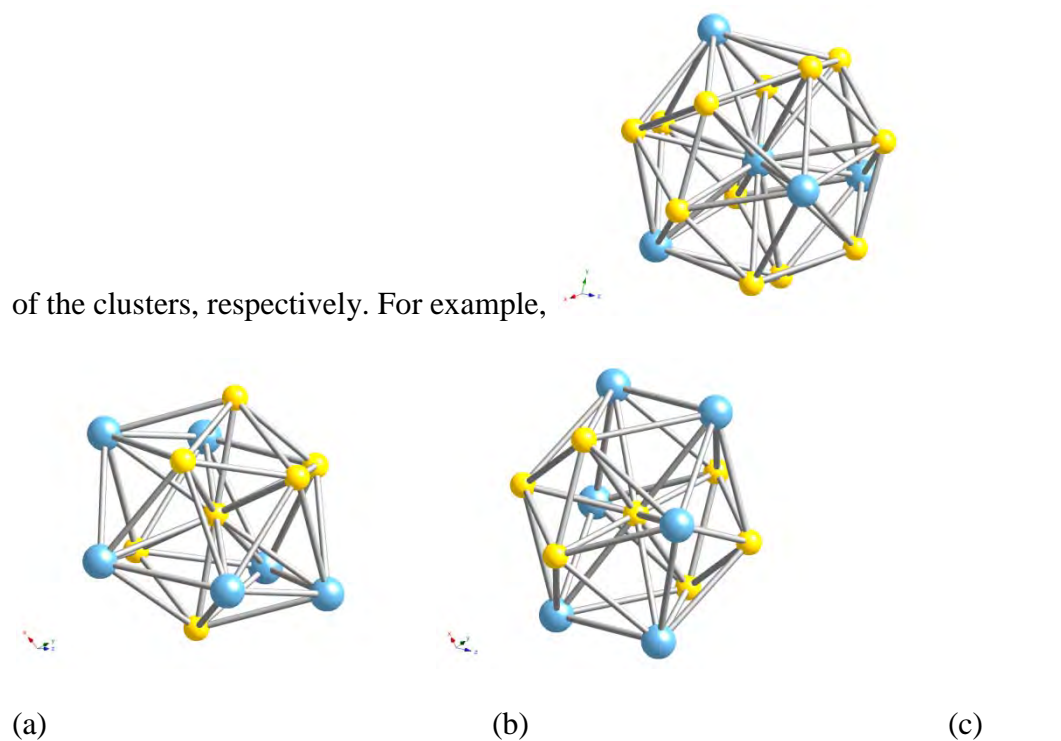 of the clusters, respectively. For example,
(a) (b) (c)